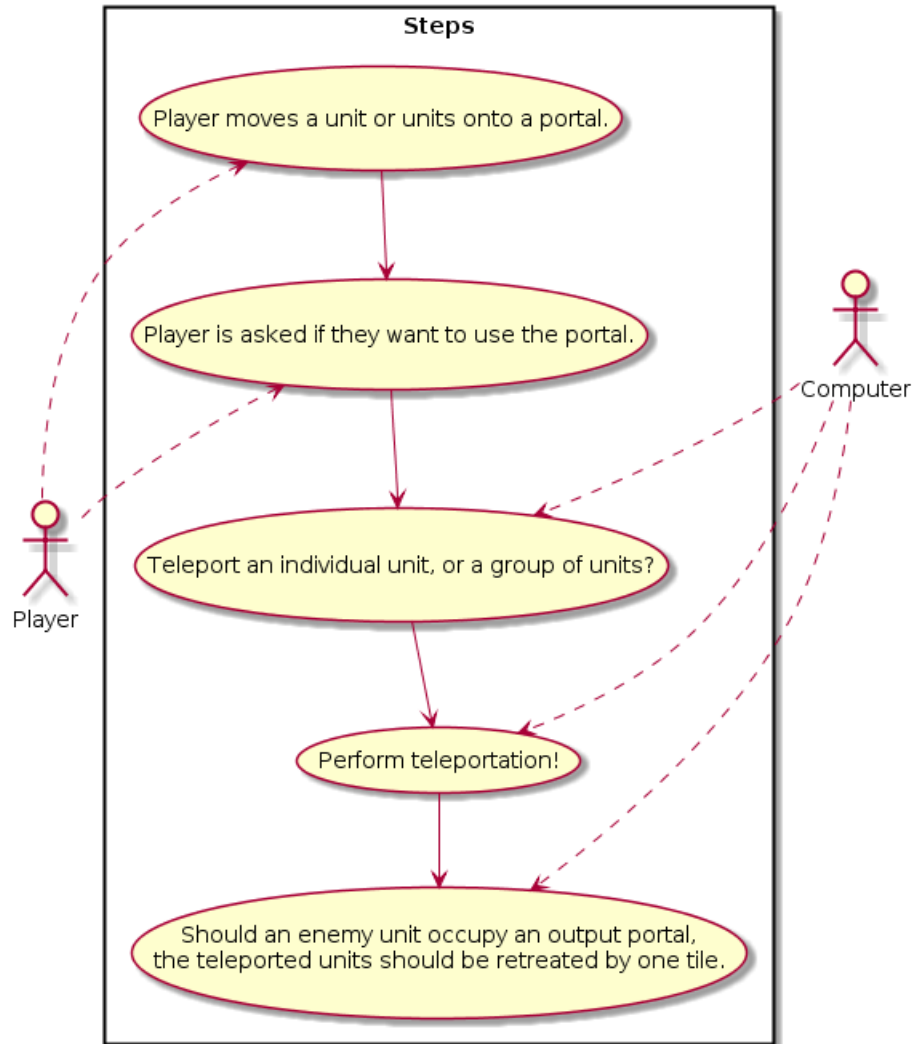 Steps
Player moves a unit or units onto a portal.
Player is asked if they want to use the portal.
Computer
Teleport an individual unit, or a group of units?
Player
Perform teleportation!
Should an enemy unit occupy an output portal,
the teleported units should be retreated by one tile.